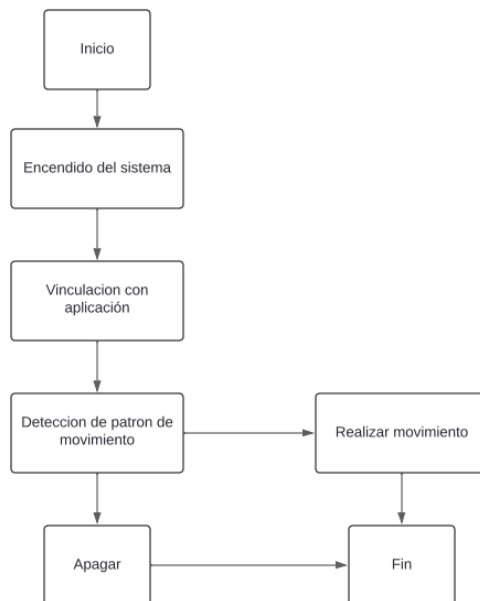 Inicio
Encendido del sistema
Vinculacion con
aplicación
Deteccion de patron de
movimiento
Realizar movimiento
Apagar
Fin